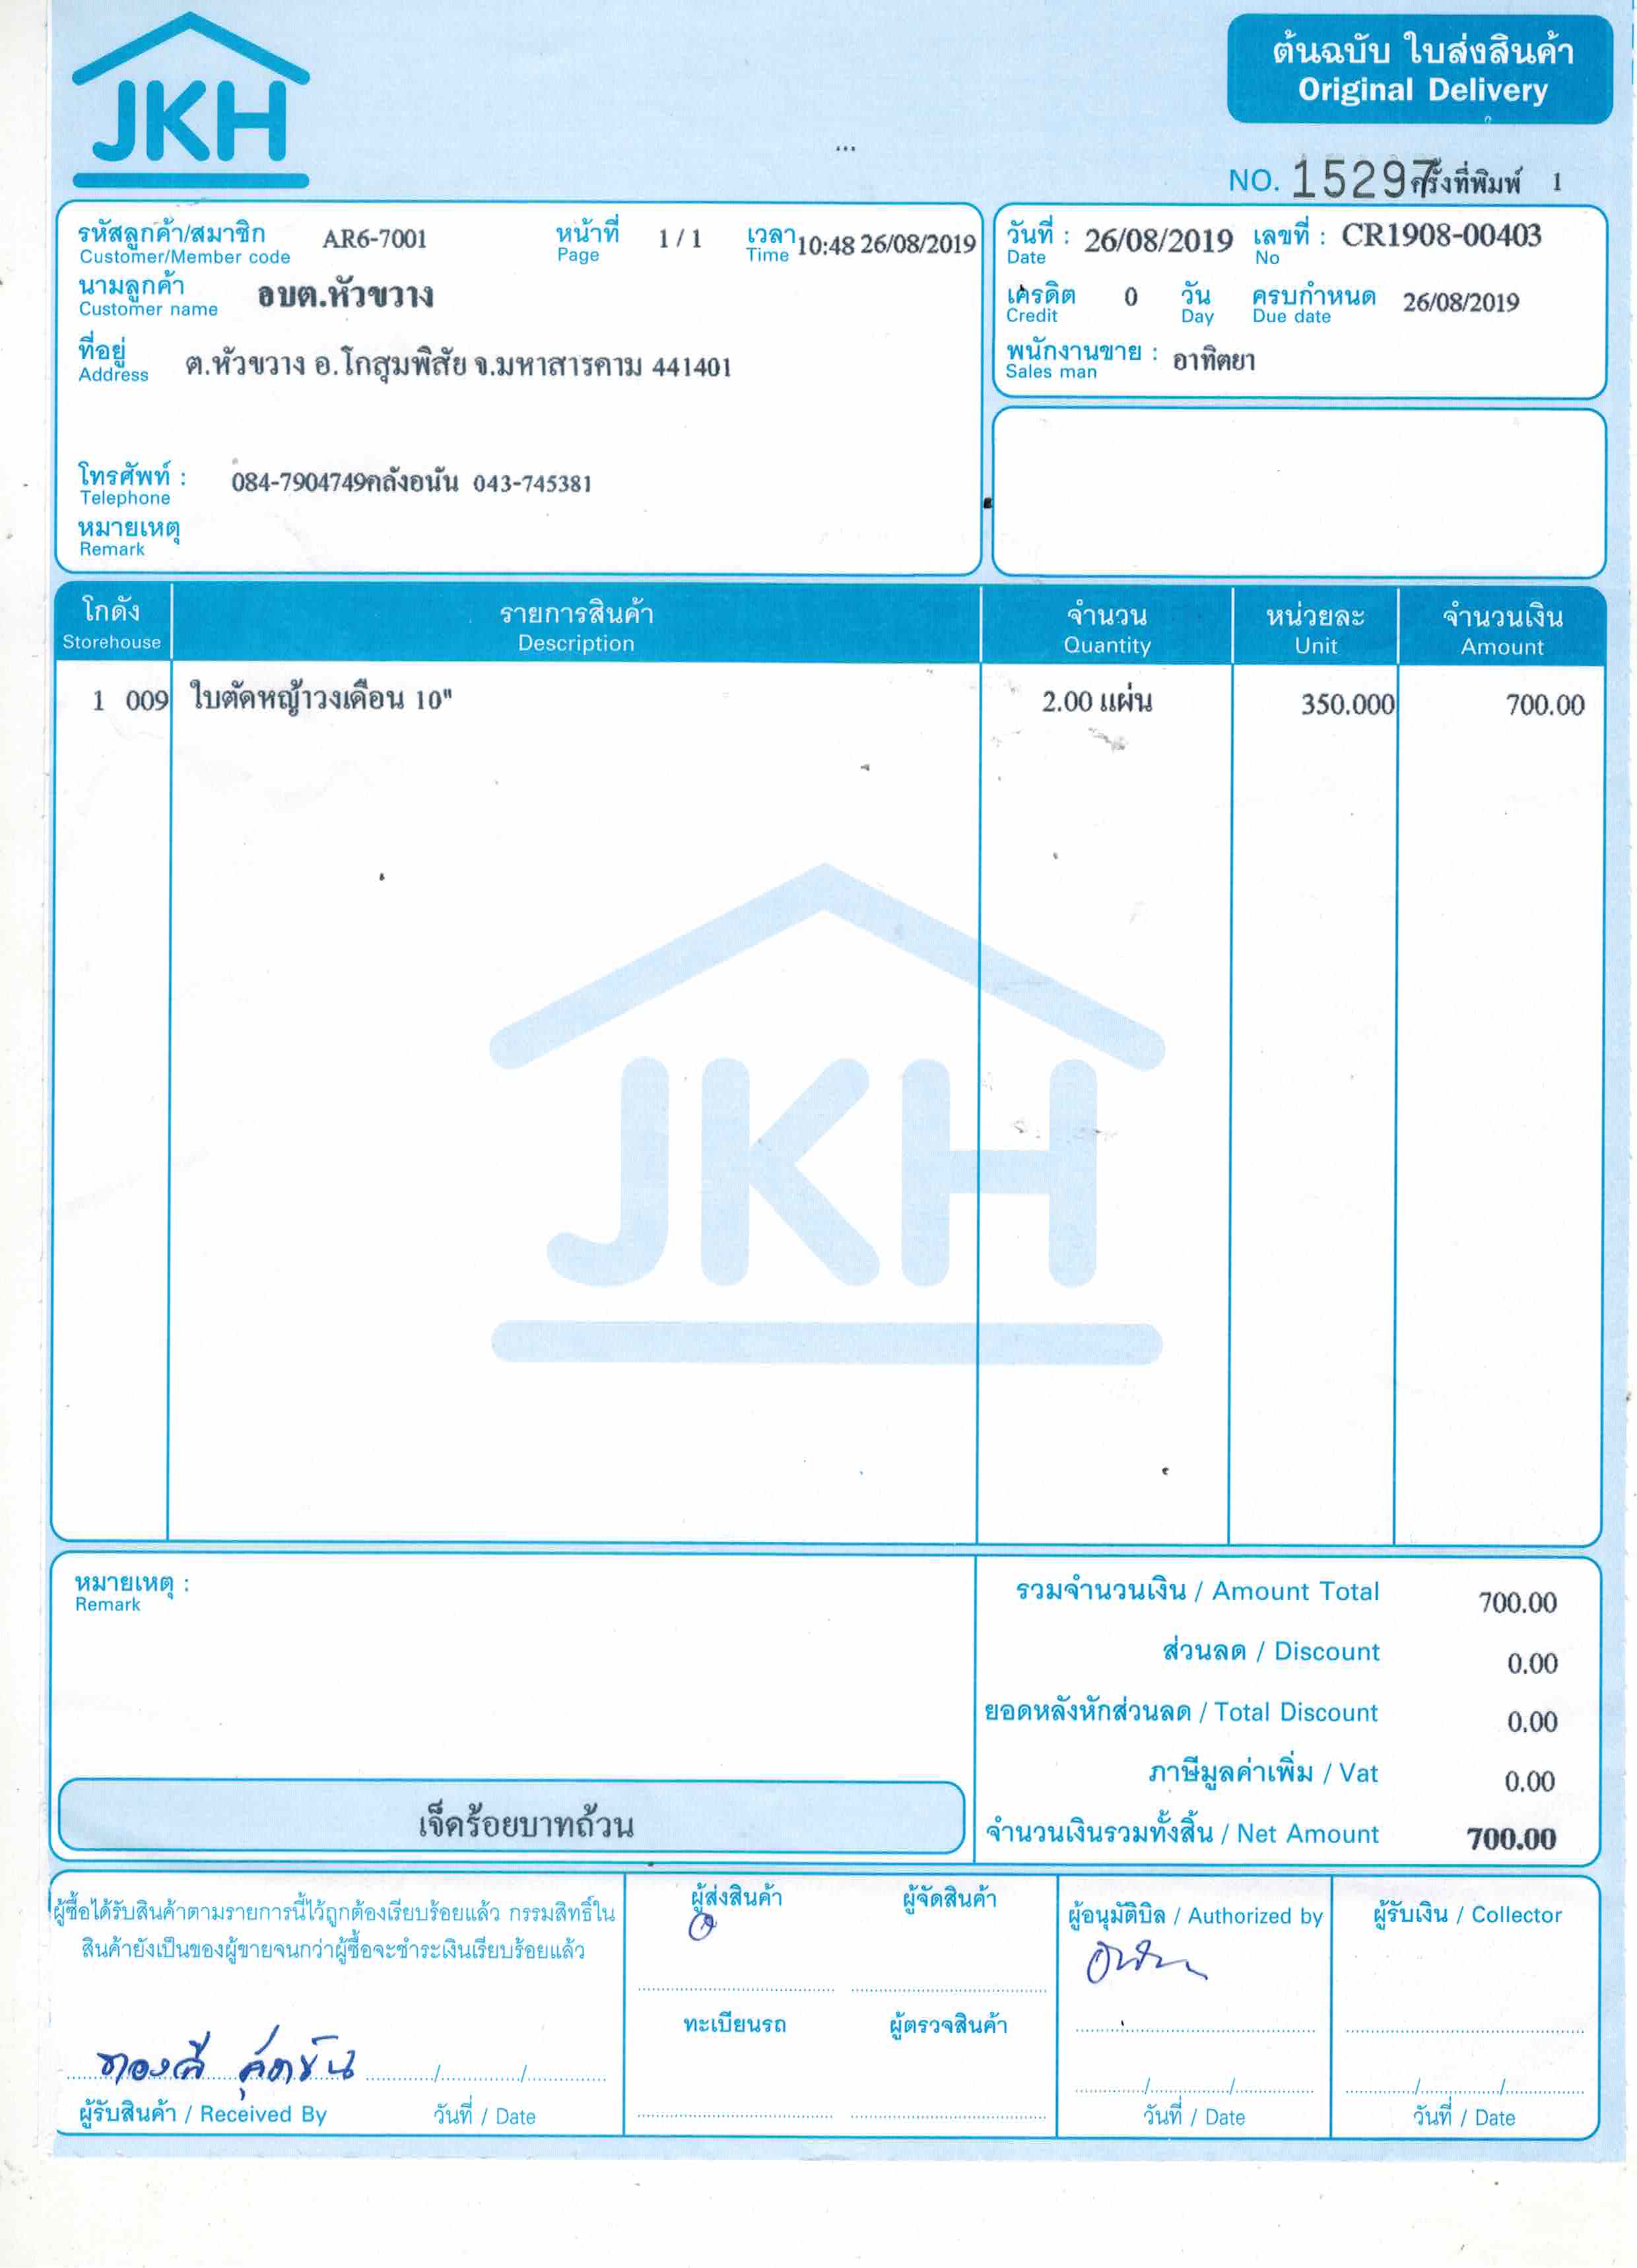 JKH
ต้นฉบับ ใบส่งสินค้า
Original Delivery
NO. 15297 ครั้งที่พิมพ์ 1
รหัสลูกค้า/สมาชิก AR6-7001 หน้าที่ 1 / 1 เวลา 10:48 26/08/2019
Customer/Member code Page Time
นามลูกค้า อบต.หัวขวาง
Customer name
ที่อยู่ ต.หัวขวาง อ.โกสุมพิสัย จ.มหาสารคาม 441401
Address
โทรศัพท์ : 084-7904749คลังอนัน 043-745381
Telephone
หมายเหตุ
Remark
วันที่ : 26/08/2019 เลขที่ : CR1908-00403
Date No
เครดิต 0 วัน ครบกำหนด 26/08/2019
Credit Day Due date
พนักงานขาย : อาทิตยา
Sales man
โกดัง รายการสินค้า จำนวน หน่วยละ จำนวนเงิน
Storehouse Description Quantity Unit Amount
1 009 ใบตัดหญ้าวงเดือน 10" 2.00 แผ่น 350.000 700.00
JKH
หมายเหตุ :
Remark
รวมจำนวนเงิน / Amount Total 700.00
ส่วนลด / Discount 0.00
ยอดหลังหักส่วนลด / Total Discount 0.00
ภาษีมูลค่าเพิ่ม / Vat 0.00
เจ็ดร้อยบาทถ้วน
จำนวนเงินรวมทั้งสิ้น / Net Amount 700.00
ผู้ซื้อได้รับสินค้าตามรายการนี้ไว้ถูกต้องเรียบร้อยแล้ว กรรมสิทธิ์ใน
สินค้ายังเป็นของผู้ขายจนกว่าผู้ซื้อจะชำระเงินเรียบร้อยแล้ว
ผู้รับสินค้า / Received By วันที่ / Date
ผู้ส่งสินค้า ผู้จัดสินค้า
ทะเบียนรถ ผู้ตรวจสินค้า
ผู้อนุมัติบิล / Authorized by
วันที่ / Date
ผู้รับเงิน / Collector
วันที่ / Date